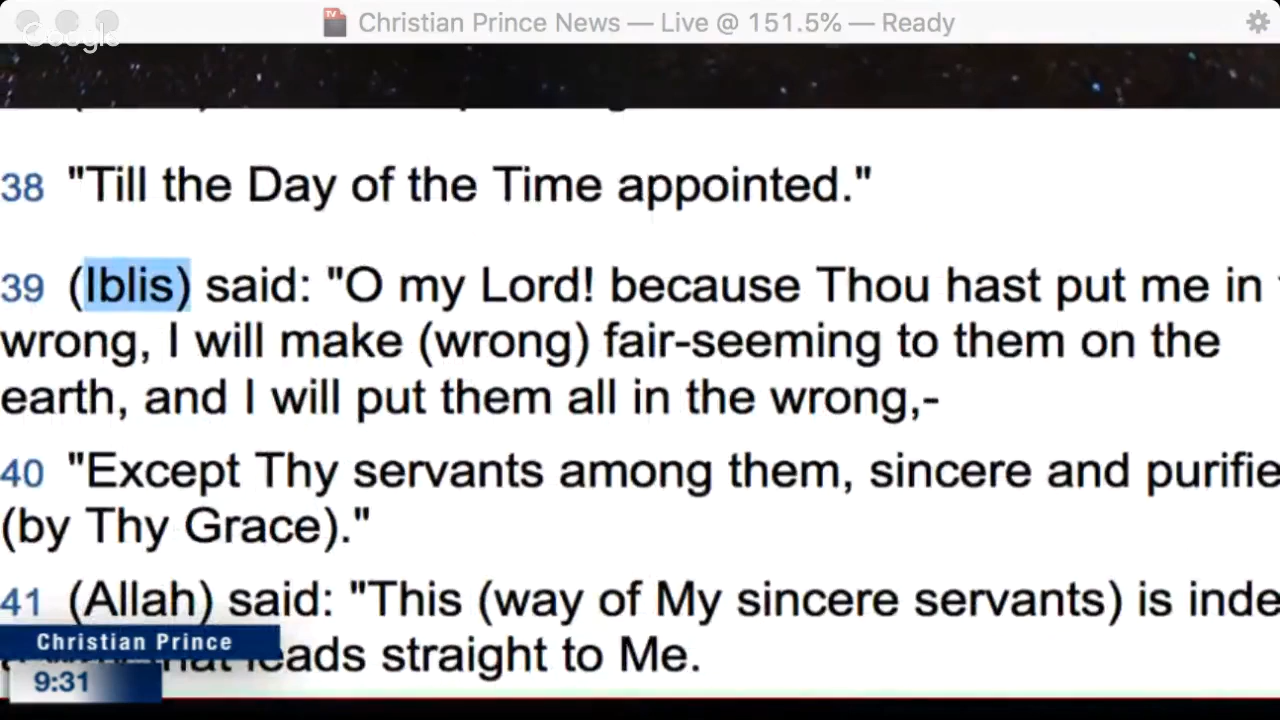 Christian Prince News — Live @ 151.5% — Ready
Google
38 "Till the Day of the Time appointed."
39 (Iblis) said: "O my Lord! because Thou hast put me in
wrong, I will make (wrong) fair-seeming to them on the
earth, and I will put them all in the wrong,-
40 "Except Thy servants among them, sincere and purifie
(by Thy Grace)."
41 (Allah) said: "This (way of My sincere servants) is inde
leads straight to Me.
Christian Prince
9:31